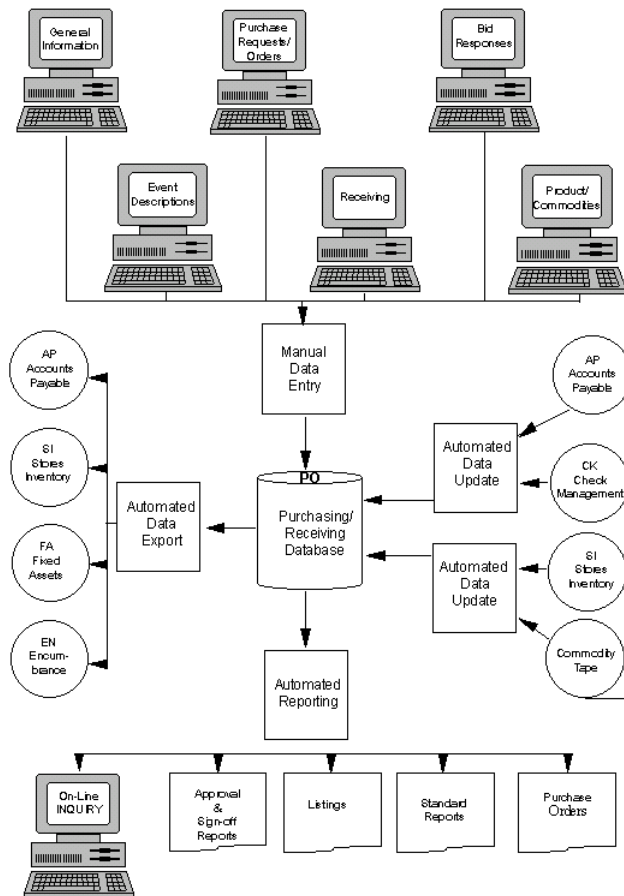 General
Information
Purchase
Requests/
Orders
Bid
Responses
Event
Descriptions
Receiving
Product/
Commodities
Manual
Data
Entry
AP
Accounts
Payable
SI
Stores
Inventory
FA
Fixed
Assets
EN
Encum-
brance
Automated
Data
Export
PO
Purchasing/
Receiving
Database
Automated
Data
Update
Automated
Data
Update
AP
Accounts
Payable
CK
Check
Management
SI
Stores
Inventory
Commodity
Tape
Automated
Reporting
On-Line
INQUIRY
Approval
&
Sign-off
Reports
Listings
Standard
Reports
Purchase
Orders